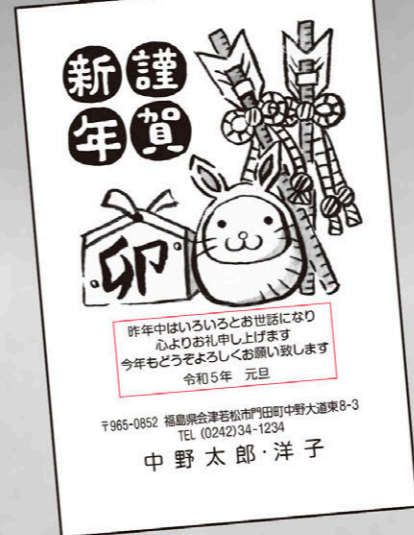 謹賀
新年
卯
昨年中はいろいろとお世話になり
心よりお礼申し上げます
今年もどうぞよろしくお願い致します
令和5年 元旦
〒965-0852 福島県会津若松市門田町中野大道東8-3
TEL (0242)34-1234
中野太郎・洋子